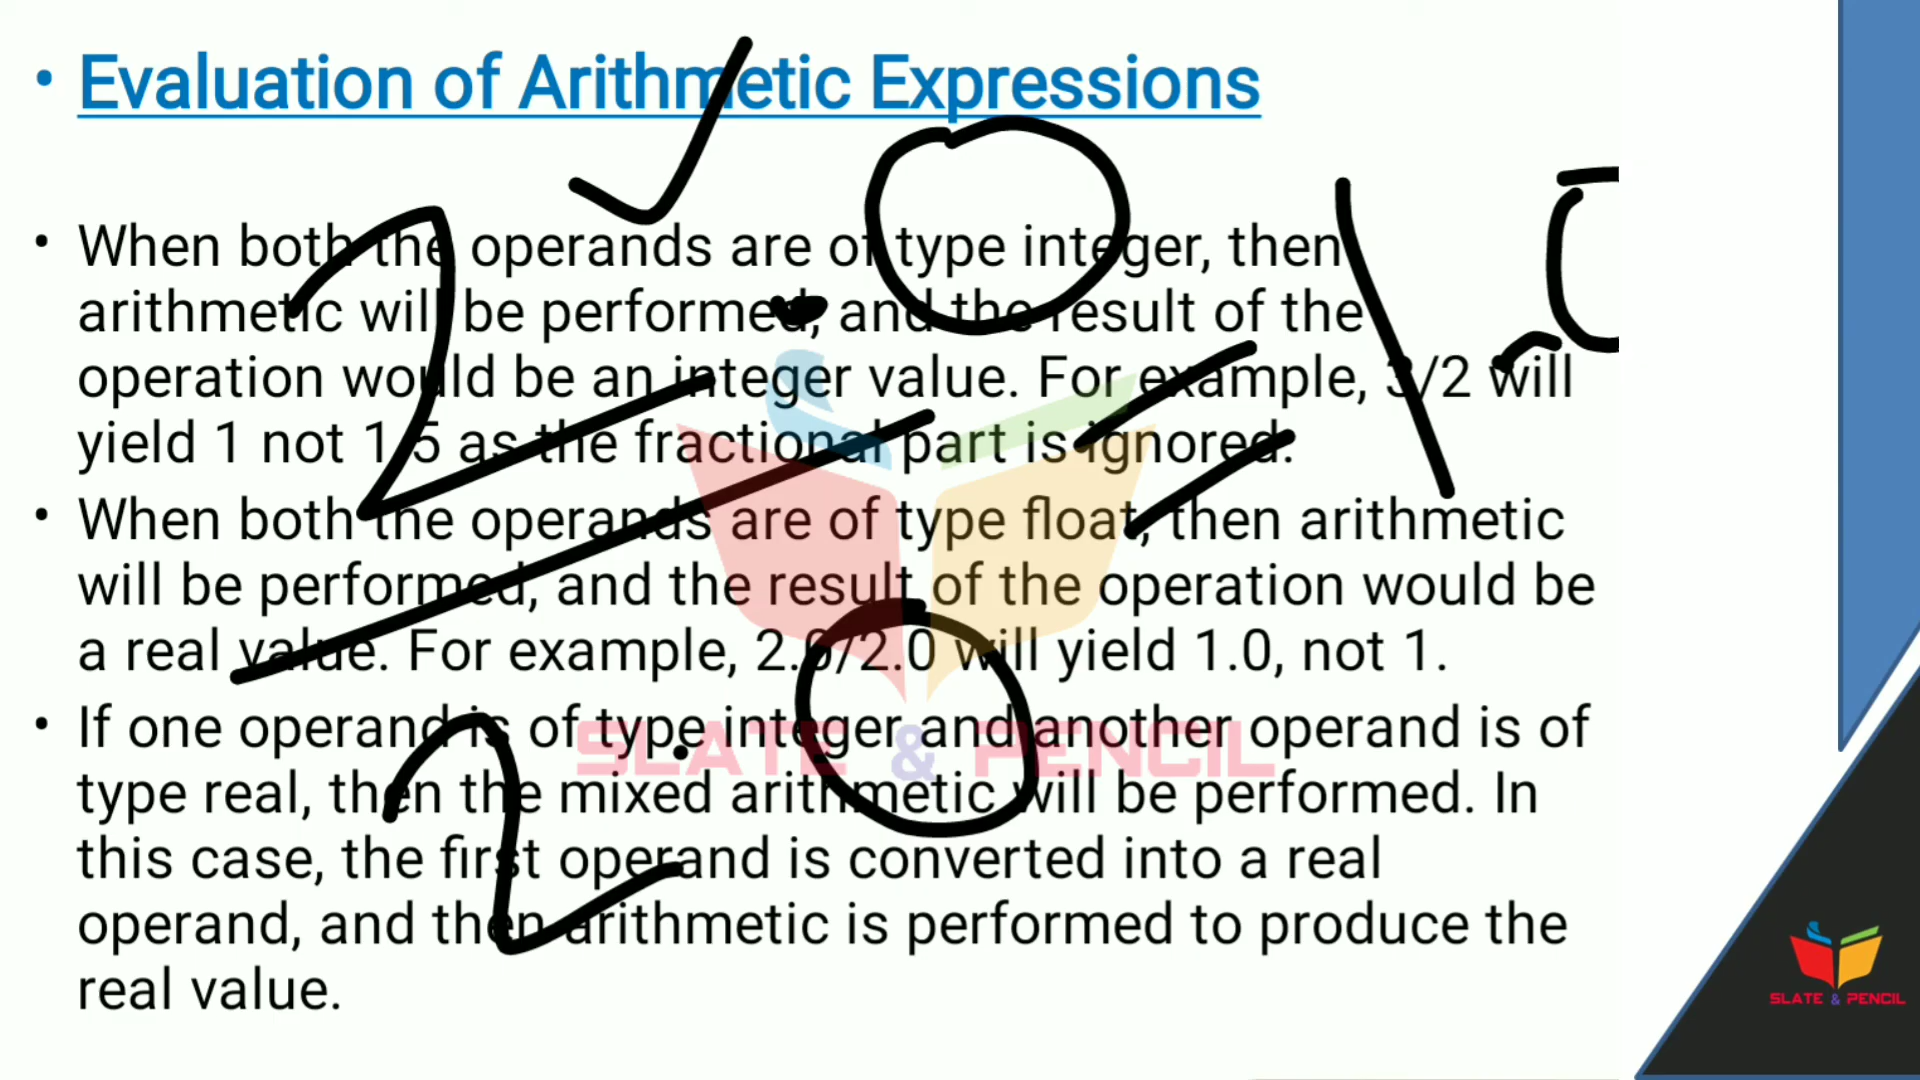 • Evaluation of Arithmetic Expressions
• When both the operands are of type integer, then
arithmetic will be performed, and the result of the
operation would be an integer value. For example, 3/2 will
yield 1 not 1.5 as the fractional part is ignored.
• When both the operands are of type float, then arithmetic
will be performed, and the result of the operation would be
a real value. For example, 2.0/2.0 will yield 1.0, not 1.
• If one operand is of type integer and another operand is of
type real, then the mixed arithmetic will be performed. In
this case, the first operand is converted into a real
operand, and then arithmetic is performed to produce the
real value.
2.0
2.0
= 1.0
SLATE & PENCIL
SLATE & PENCIL